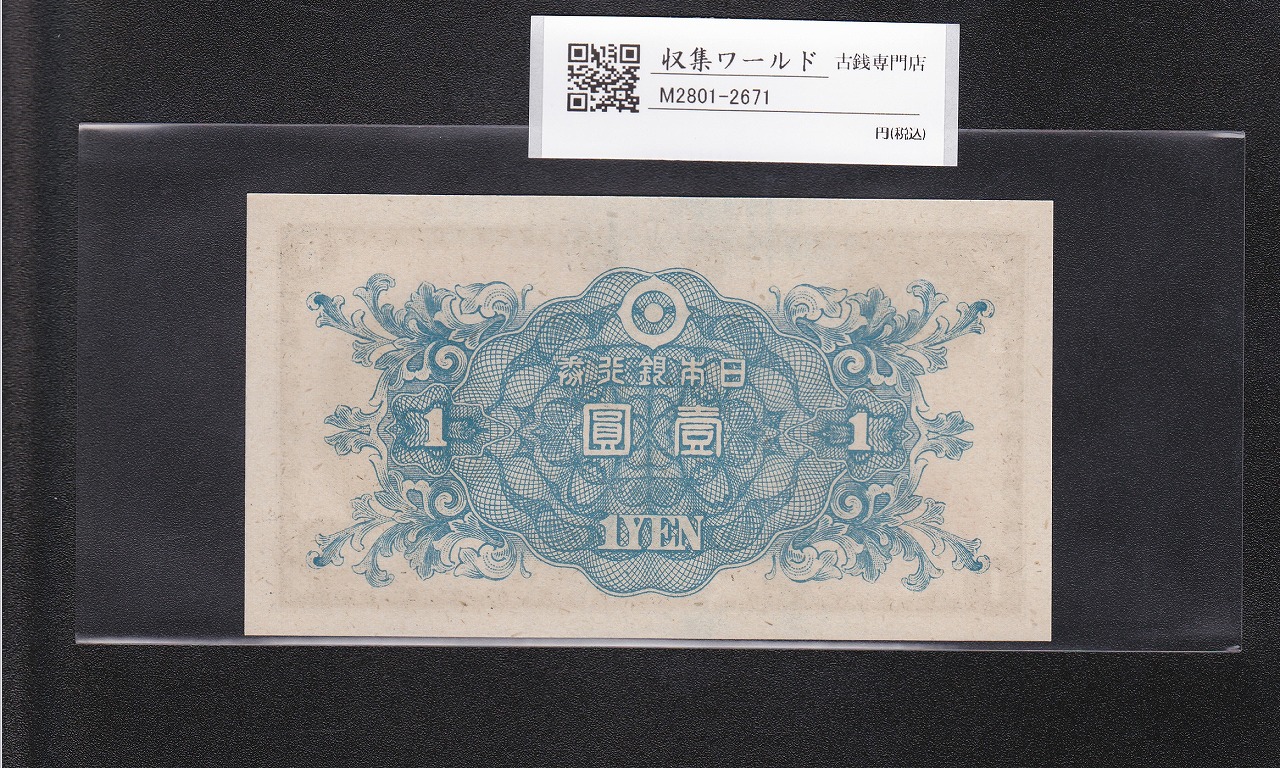 収集ワールド 古銭専門店
M2801-2671
円(税込)
券行銀本日
圓壹
1 1
1YEN